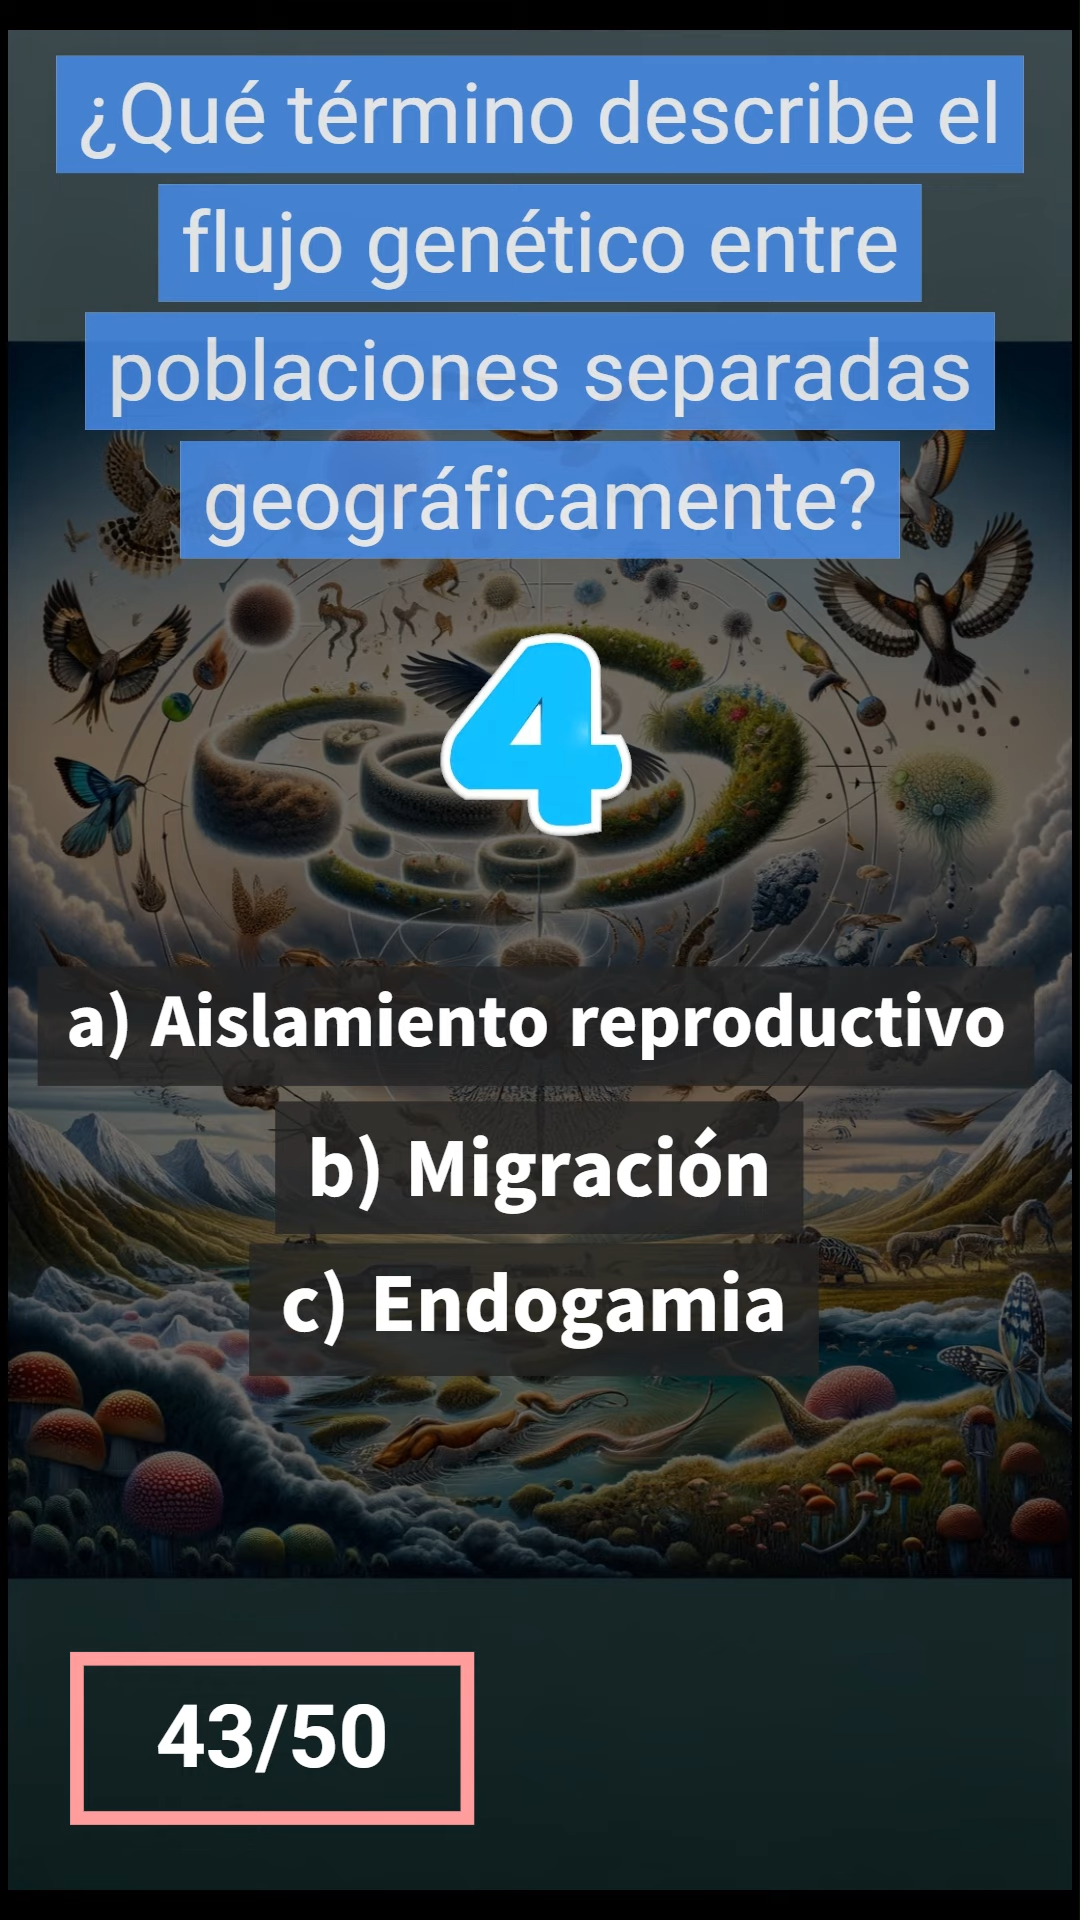 ¿Qué término describe el
flujo genético entre
poblaciones separadas
geográficamente?
4
a) Aislamiento reproductivo
b) Migración
c) Endogamia
43/50